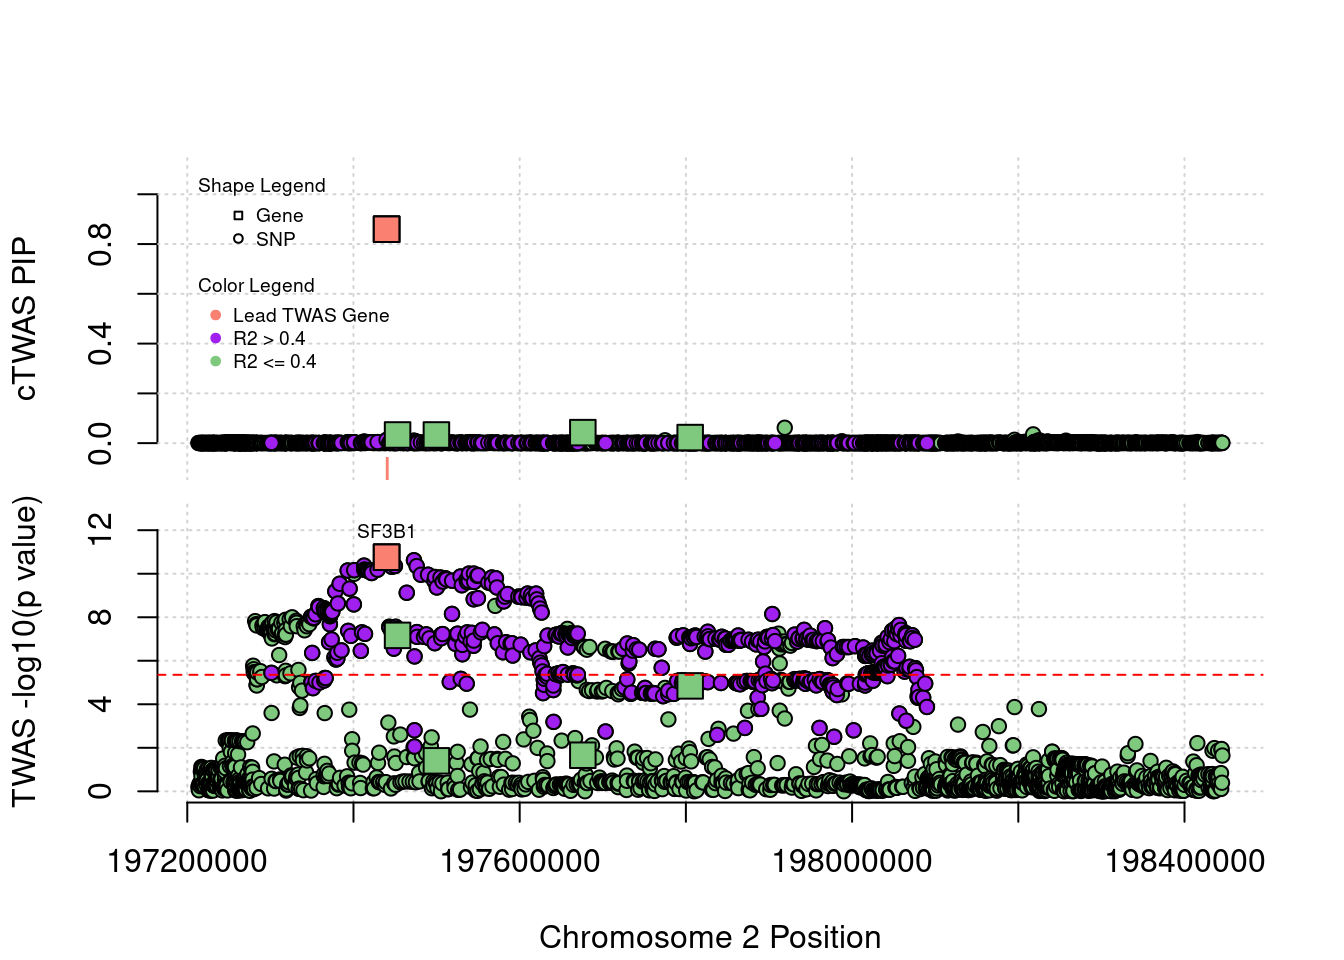 Shape Legend
Gene
SNP
Color Legend
Lead TWAS Gene
R2 > 0.4
R2 <= 0.4
cTWAS PIP
0.8
0.4
0.0
SF3B1
TWAS -log10(p value)
12
8
4
0
197200000 197600000 198000000 198400000
Chromosome 2 Position